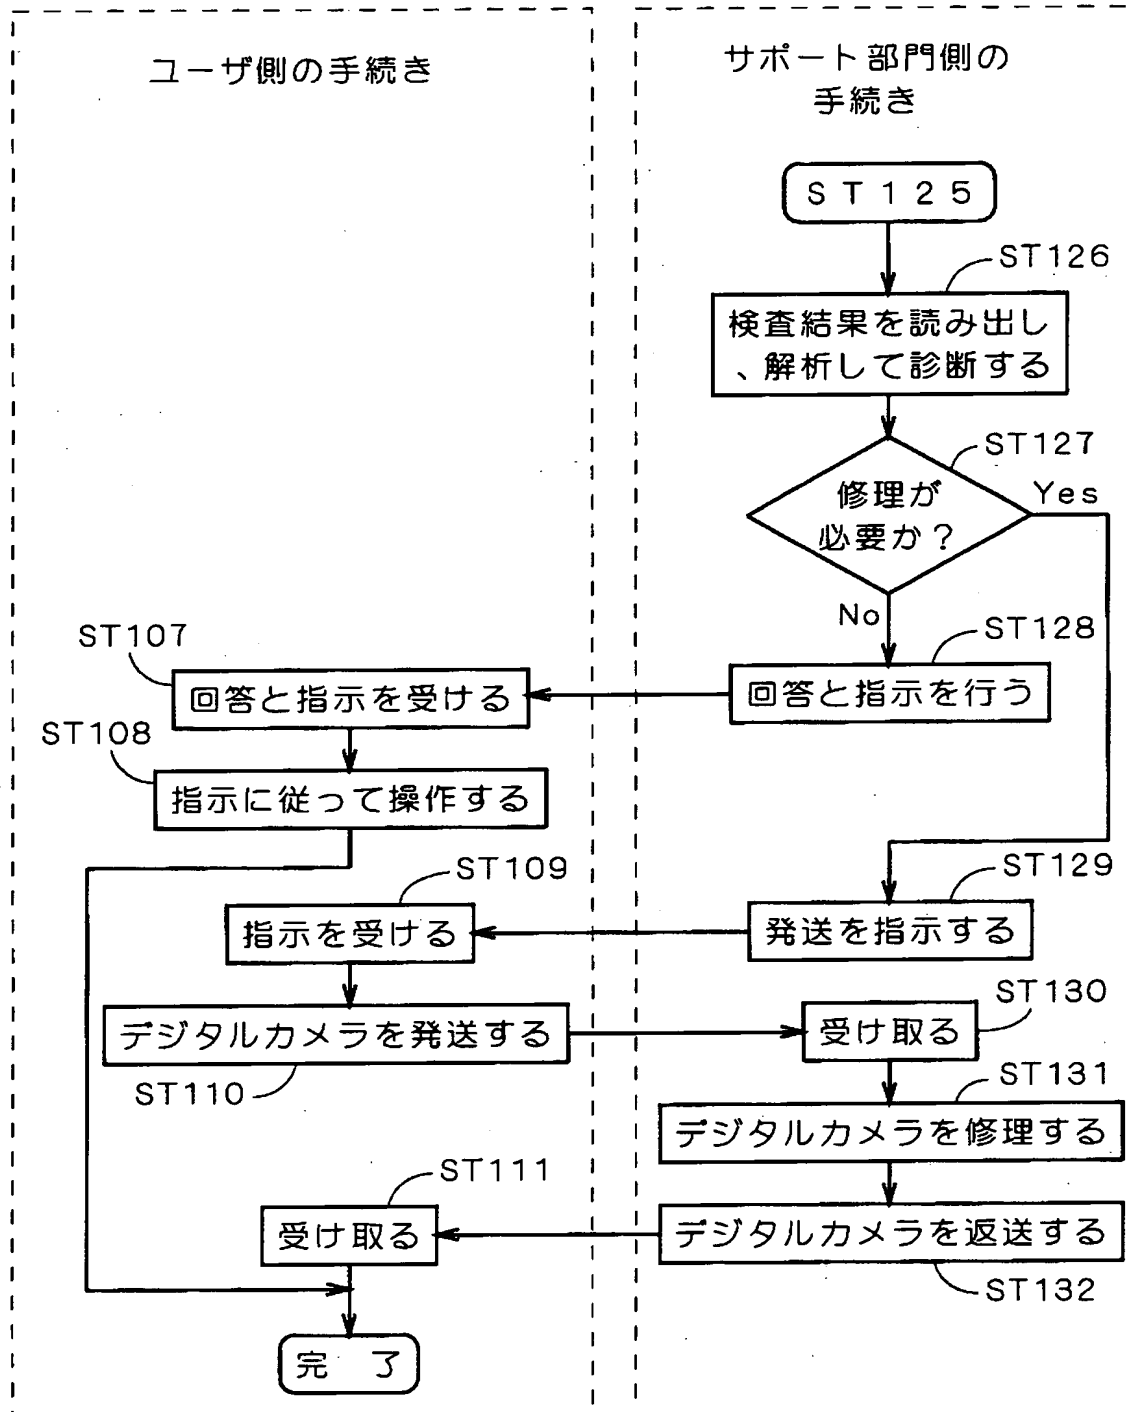 ユーザ側の手続き
サポート部門側の
手続き
ST125
ST126
検査結果を読み出し
、解析して診断する
ST127
修理が
必要か？
Yes
No
ST128
回答と指示を行う
ST107
回答と指示を受ける
ST108
指示に従って操作する
ST129
発送を指示する
ST109
指示を受ける
デジタルカメラを発送する
ST110
ST130
受け取る
ST131
デジタルカメラを修理する
デジタルカメラを返送する
ST132
ST111
受け取る
完 了